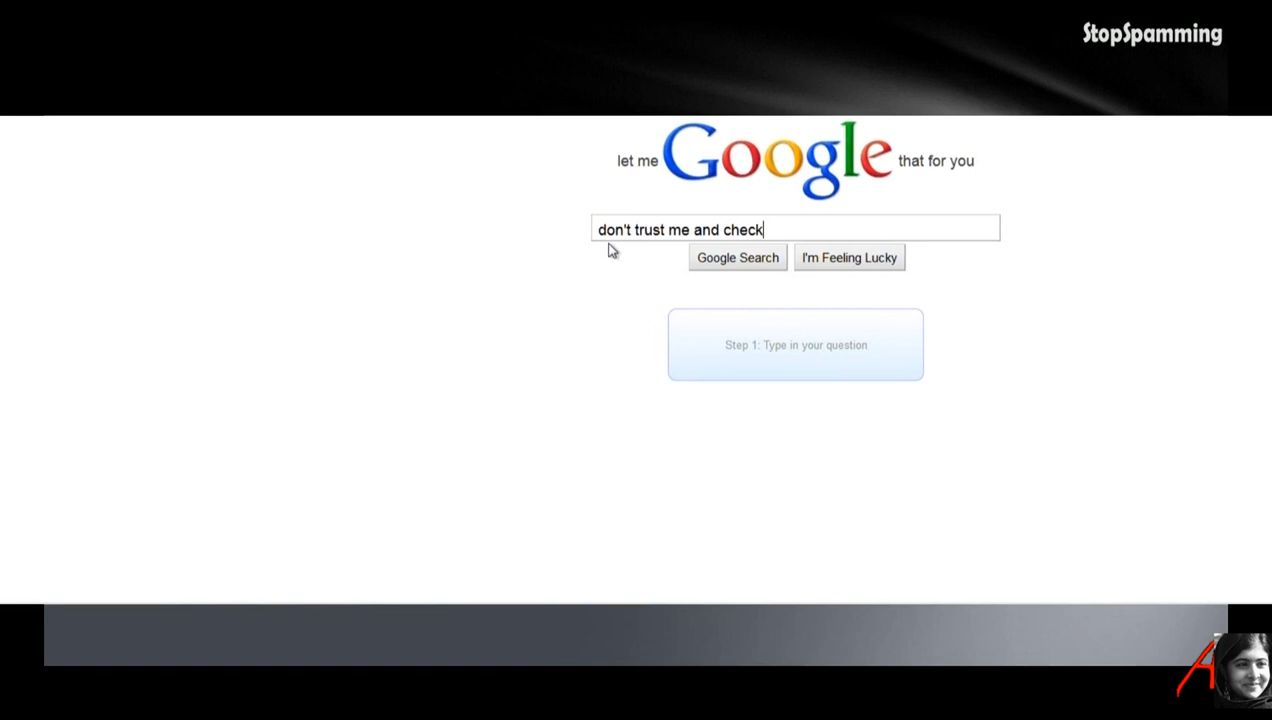 StopSpamming
let me Google that for you
don't trust me and check
Google Search I'm Feeling Lucky
Step 1: Type in your question
A